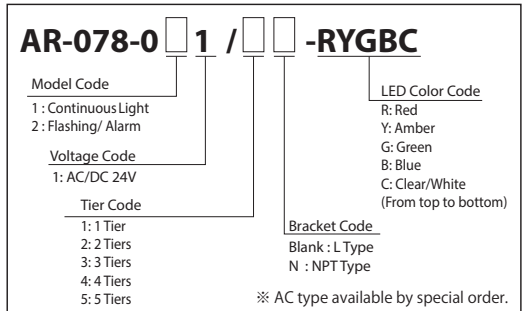 AR-078-0□1/□□-RYGBC
Model Code
1 : Continuous Light
2 : Flashing/ Alarm
Voltage Code
1: AC/DC 24V
Tier Code
1: 1 Tier
2: 2 Tiers
3: 3 Tiers
4: 4 Tiers
5: 5 Tiers
Bracket Code
Blank : L Type
N : NPT Type
LED Color Code
R: Red
Y: Amber
G: Green
B: Blue
C: Clear/White
(From top to bottom)
※ AC type available by special order.